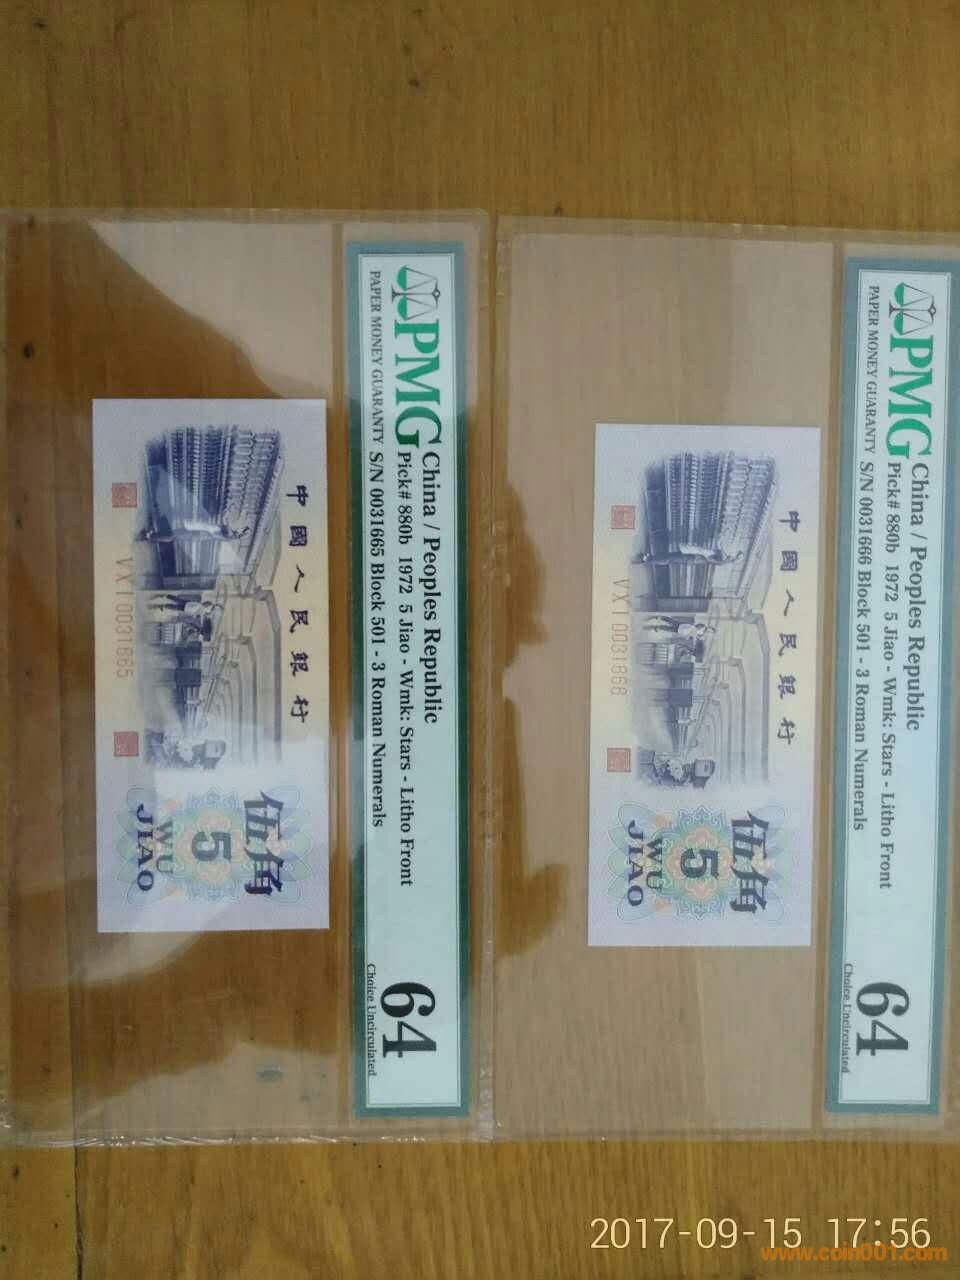 PMG
PAPER MONEY GUARANTY
China / Peoples Republic
Pick# 880b 1972 5 Jiao - Wmk: Stars - Litho Front
S/N 0031665 Block 501 - 3 Roman Numerals
64
Choice Uncirculated
中國人民銀行
VXI 0031665
伍角
5
WU
JIAO
PMG
PAPER MONEY GUARANTY
China / Peoples Republic
Pick# 880b 1972 5 Jiao - Wmk: Stars - Litho Front
S/N 0031666 Block 501 - 3 Roman Numerals
64
Choice Uncirculated
中國人民銀行
VXI 0031666
伍角
5
WU
JIAO
2017-09-15 17:56
www.coin001.com